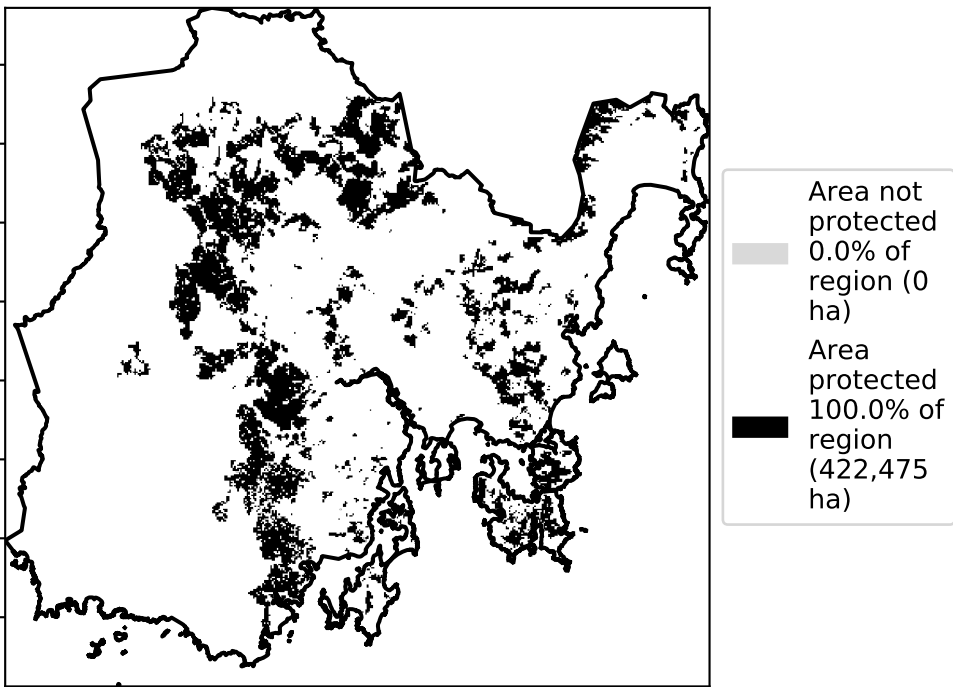 Area not
protected
0.0% of
region (0
ha)
Area
protected
100.0% of
region
(422,475
ha)